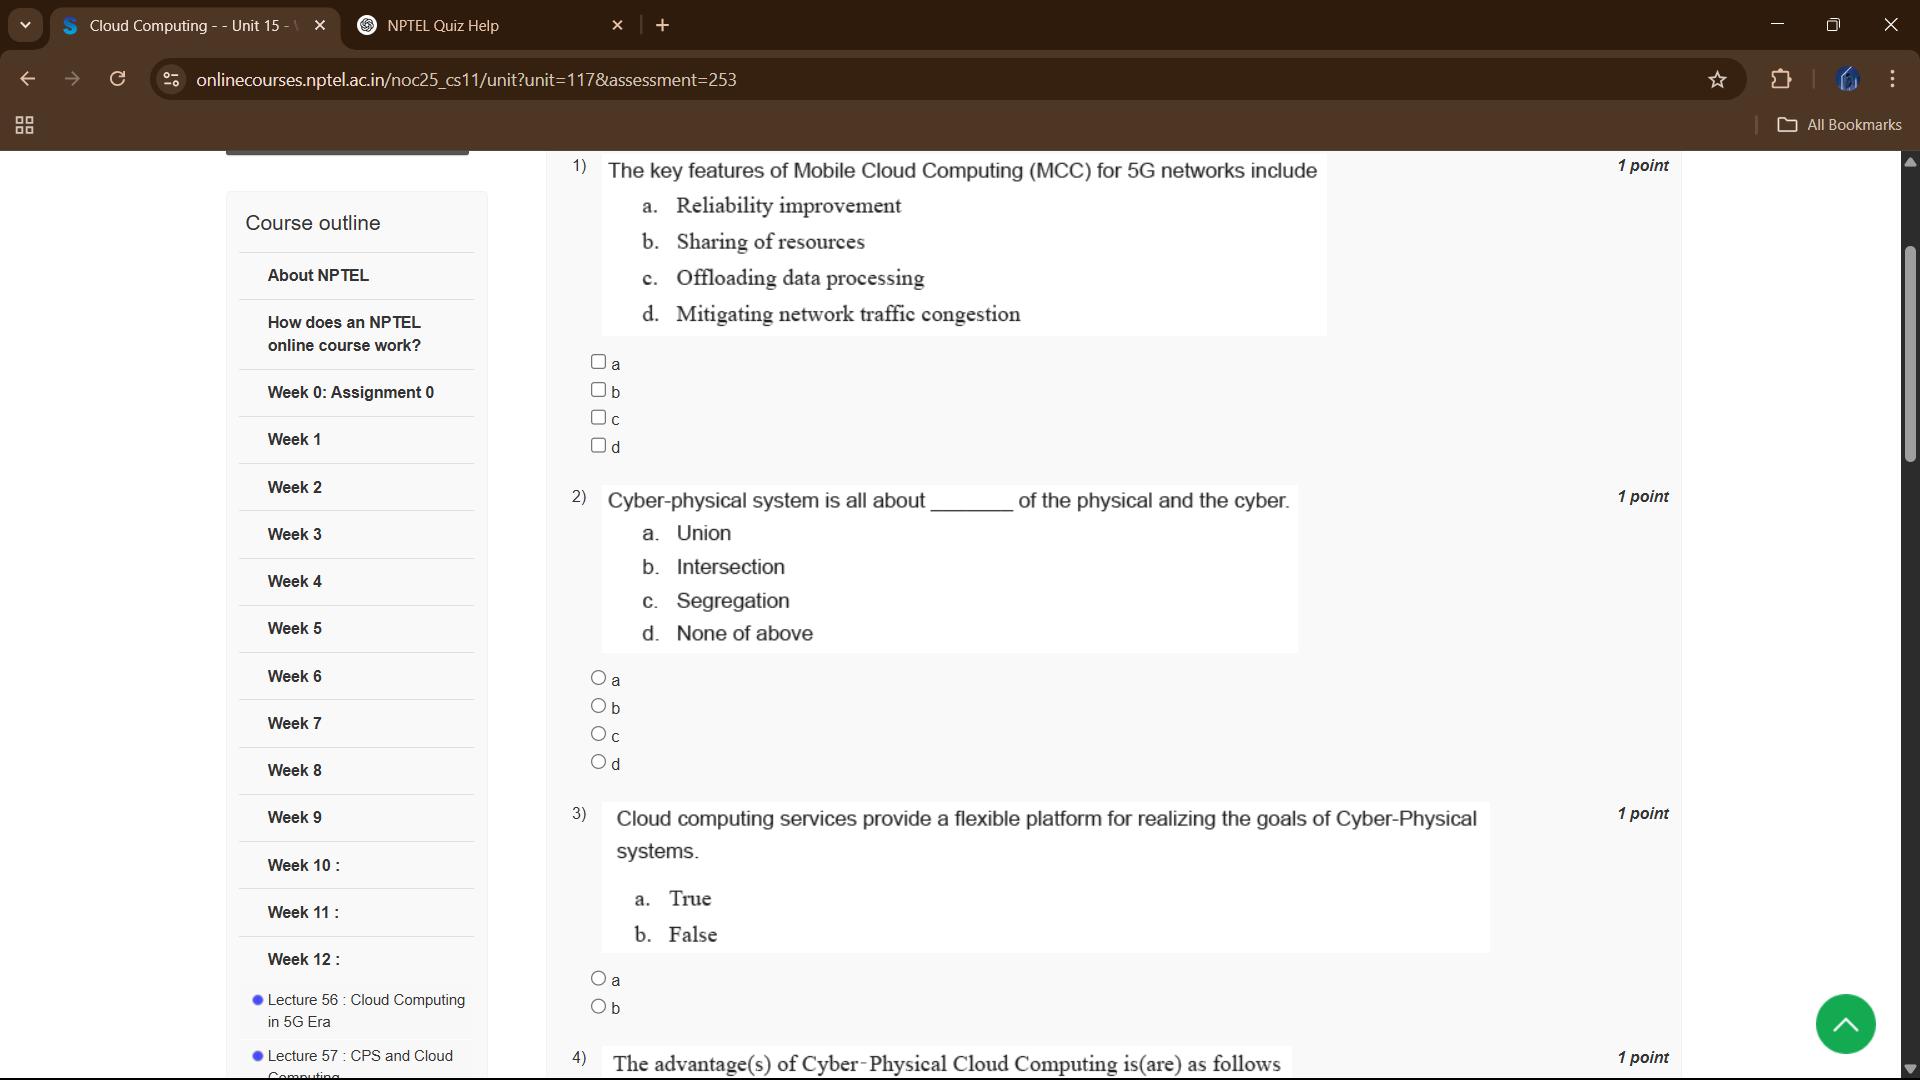 Cloud Computing - - Unit 15 -
NPTEL Quiz Help
onlinecourses.nptel.ac.in/noc25_cs11/unit?unit=117&assessment=253
All Bookmarks
Course outline
About NPTEL
How does an NPTEL
online course work?
Week 0: Assignment 0
Week 1
Week 2
Week 3
Week 4
Week 5
Week 6
Week 7
Week 8
Week 9
Week 10 :
Week 11 :
Week 12 :
Lecture 56 : Cloud Computing
in 5G Era
Lecture 57 : CPS and Cloud
Computing
1) The key features of Mobile Cloud Computing (MCC) for 5G networks include 1 point
a. Reliability improvement
b. Sharing of resources
c. Offloading data processing
d. Mitigating network traffic congestion
a
b
c
d
2) Cyber-physical system is all about _______ of the physical and the cyber. 1 point
a. Union
b. Intersection
c. Segregation
d. None of above
a
b
c
d
3) Cloud computing services provide a flexible platform for realizing the goals of Cyber-Physical 1 point
systems.
a. True
b. False
a
b
4) The advantage(s) of Cyber-Physical Cloud Computing is(are) as follows 1 point